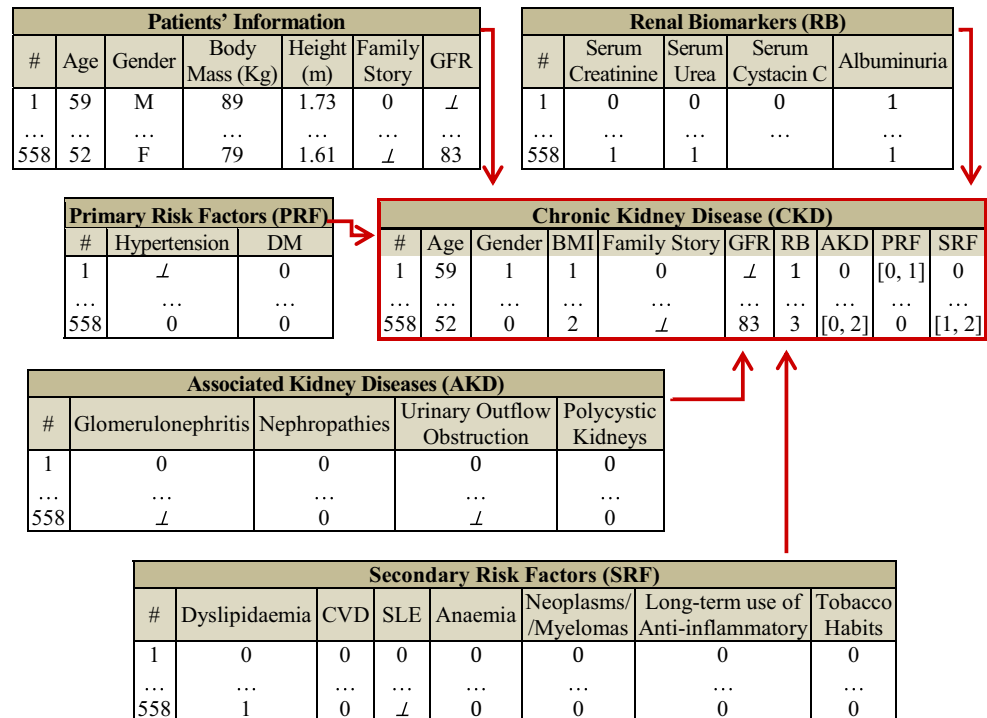 Patients' Information
# Age Gender Body Mass (Kg) Height (m) Family Story GFR
1 59 M 89 1.73 0 ⊥
… … … … … … …
558 52 F 79 1.61 ⊥ 83
Renal Biomarkers (RB)
# Serum Creatinine Serum Urea Serum Cystacin C Albuminuria
1 0 0 0 1
… … … … …
558 1 1 1
Primary Risk Factors (PRF)
# Hypertension DM
1 ⊥ 0
… … …
558 0 0
Chronic Kidney Disease (CKD)
# Age Gender BMI Family Story GFR RB AKD PRF SRF
1 59 1 1 0 ⊥ 1 0 [0, 1] 0
… … … … … … … … … …
558 52 0 2 ⊥ 83 3 [0, 2] 0 [1, 2]
Associated Kidney Diseases (AKD)
# Glomerulonephritis Nephropathies Urinary Outflow Obstruction Polycystic Kidneys
1 0 0 0 0
… … … … …
558 ⊥ 0 ⊥ 0
Secondary Risk Factors (SRF)
# Dyslipidaemia CVD SLE Anaemia Neoplasms/ /Myelomas Long-term use of Anti-inflammatory Tobacco Habits
1 0 0 0 0 0 0 0
… … … … … … … …
558 1 0 ⊥ 0 0 0 0